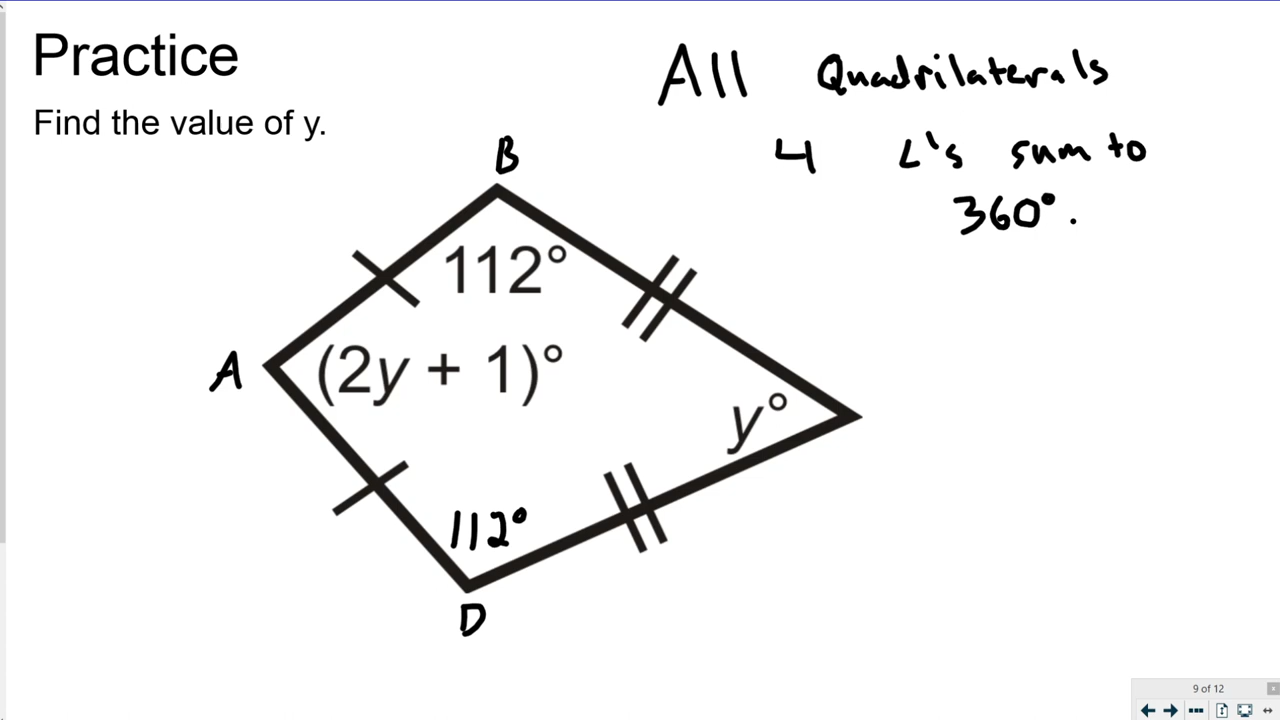 Practice
All Quadrilaterals
Find the value of y.
4 ∠'s sum to
360°.
B
112°
A
(2y + 1)°
y°
112°
D
9 of 12